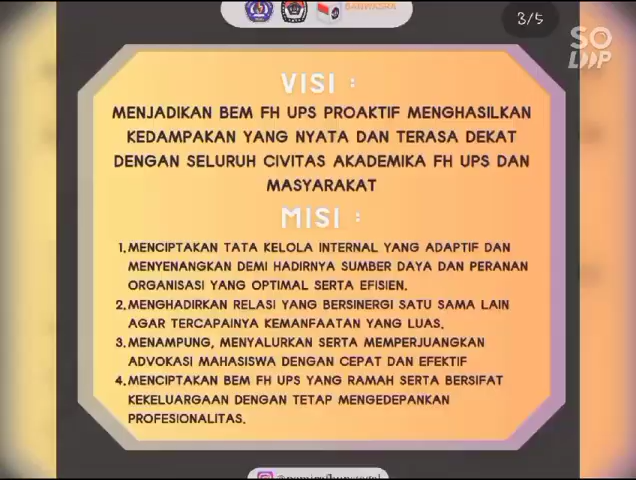 3/5
SO
LOOP
VISI :
MENJADIKAN BEM FH UPS PROAKTIF MENGHASILKAN
KEDAMPAKAN YANG NYATA DAN TERASA DEKAT
DENGAN SELURUH CIVITAS AKADEMIKA FH UPS DAN
MASYARAKAT
MISI :
1. MENCIPTAKAN TATA KELOLA INTERNAL YANG ADAPTIF DAN
MENYENANGKAN DEMI HADIRNYA SUMBER DAYA DAN PERANAN
ORGANISASI YANG OPTIMAL SERTA EFISIEN.
2. MENGHADIRKAN RELASI YANG BERSINERGI SATU SAMA LAIN
AGAR TERCAPAINYA KEMANFAATAN YANG LUAS.
3. MENAMPUNG, MENYALURKAN SERTA MEMPERJUANGKAN
ADVOKASI MAHASISWA DENGAN CEPAT DAN EFEKTIF
4. MENCIPTAKAN BEM FH UPS YANG RAMAH SERTA BERSIFAT
KEKELUARGAAN DENGAN TETAP MENGEDEPANKAN
PROFESIONALITAS.